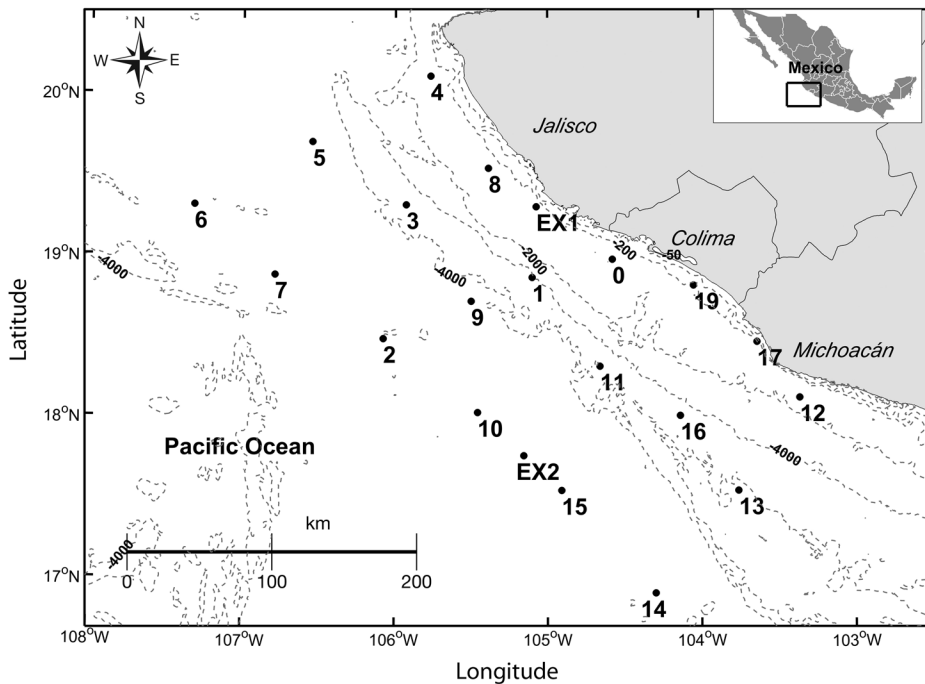 N
W E
S
Mexico
20°N
4
Jalisco
5
8
6
3
EX1
19°N
-200
Colima
-50
-4000
-2000
0
7
-4000
1
19
9
2
17
Michoacán
11
18°N
12
10
16
Pacific Ocean
-4000
EX2
15
13
km
-4000
0 100 200
17°N
14
108°W 107°W 106°W 105°W 104°W 103°W
Latitude
Longitude